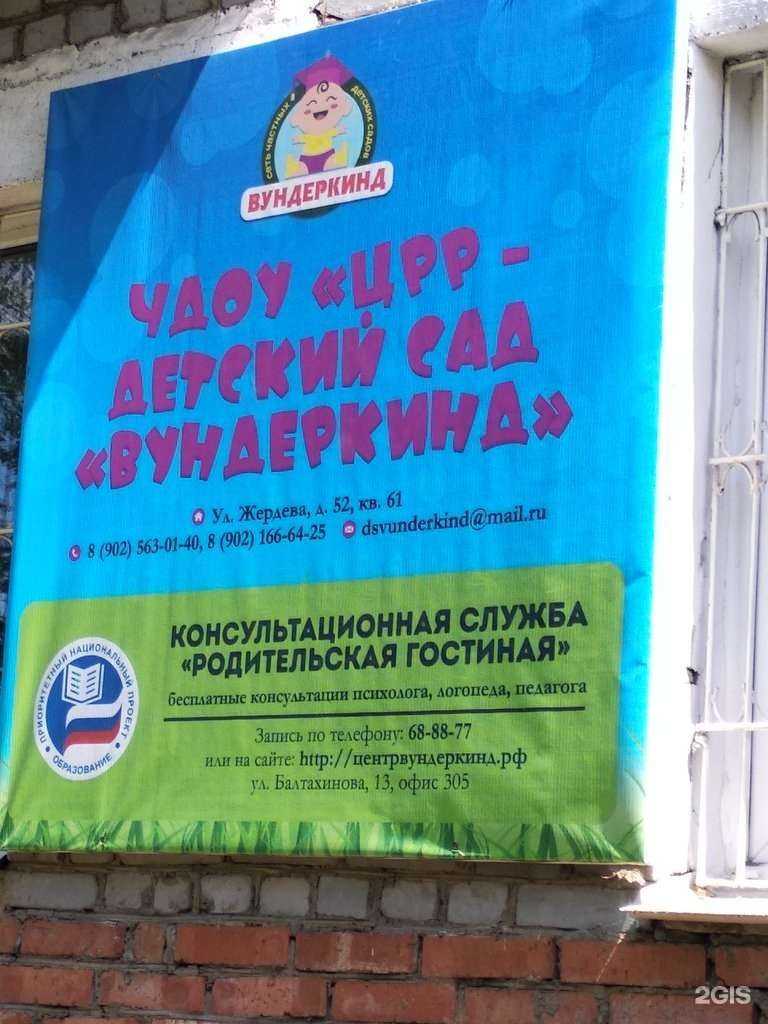 сеть частных детских садов
ВУНДЕРКИНД
ЧДОУ «ЦРР -
ДЕТСКИЙ САД
«ВУНДЕРКИНД»
Ул. Жердева, д. 52, кв. 61
8 (902) 563-01-40, 8 (902) 166-64-25 dsvunderkind@mail.ru
КОНСУЛЬТАЦИОННАЯ СЛУЖБА
«РОДИТЕЛЬСКАЯ ГОСТИНАЯ»
бесплатные консультации психолога, логопеда, педагога
ПРИОРИТЕТНЫЙ НАЦИОНАЛЬНЫЙ ПРОЕКТ
ОБРАЗОВАНИЕ
Запись по телефону: 68-88-77
или на сайте: http://центрвундеркинд.рф
ул. Балтахинова, 13, офис 305
2GIS